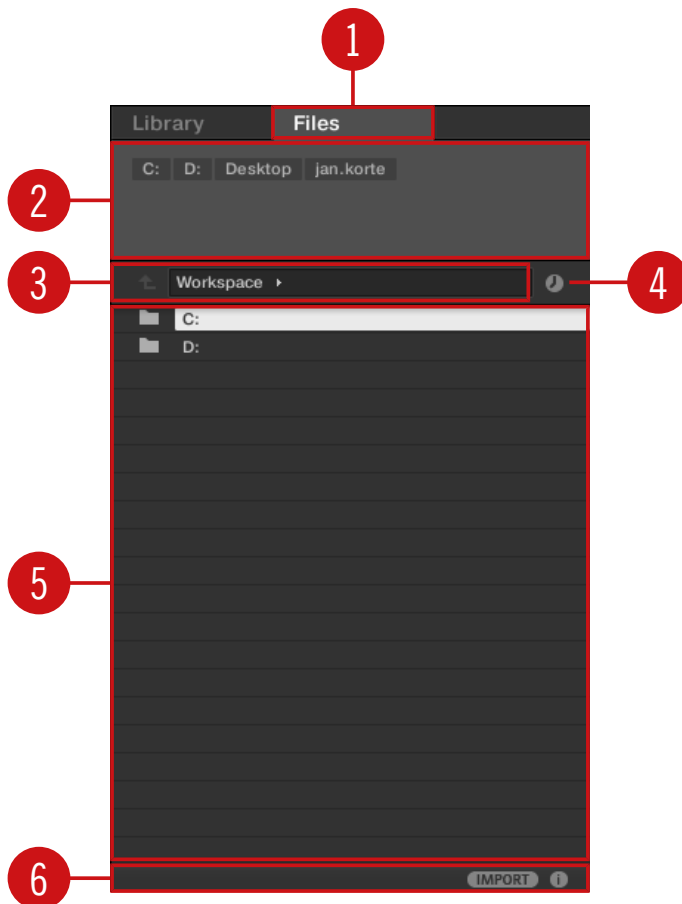 1
Library Files
2
C: D: Desktop jan.korte
3
Workspace
4
C:
D:
5
6
IMPORT i